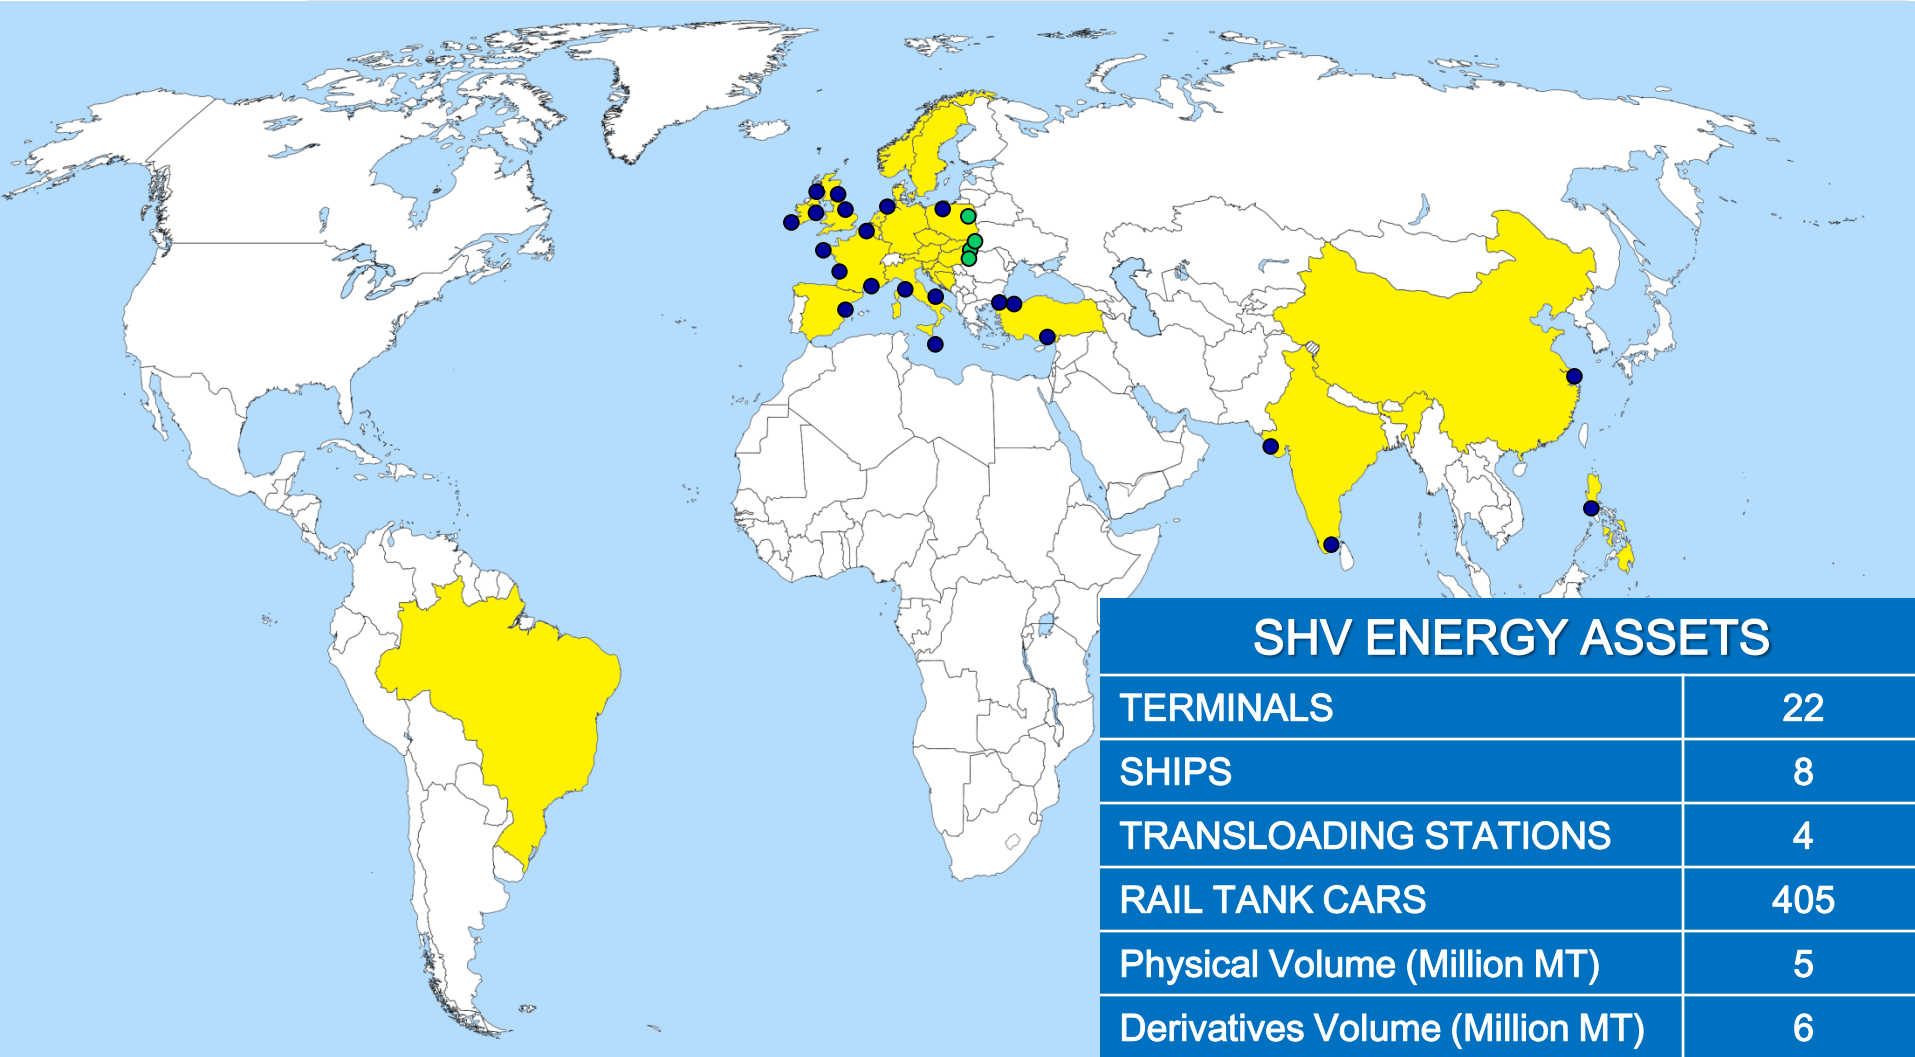 SHV ENERGY ASSETS
TERMINALS 22
SHIPS 8
TRANSLOADING STATIONS 4
RAIL TANK CARS 405
Physical Volume (Million MT) 5
Derivatives Volume (Million MT) 6